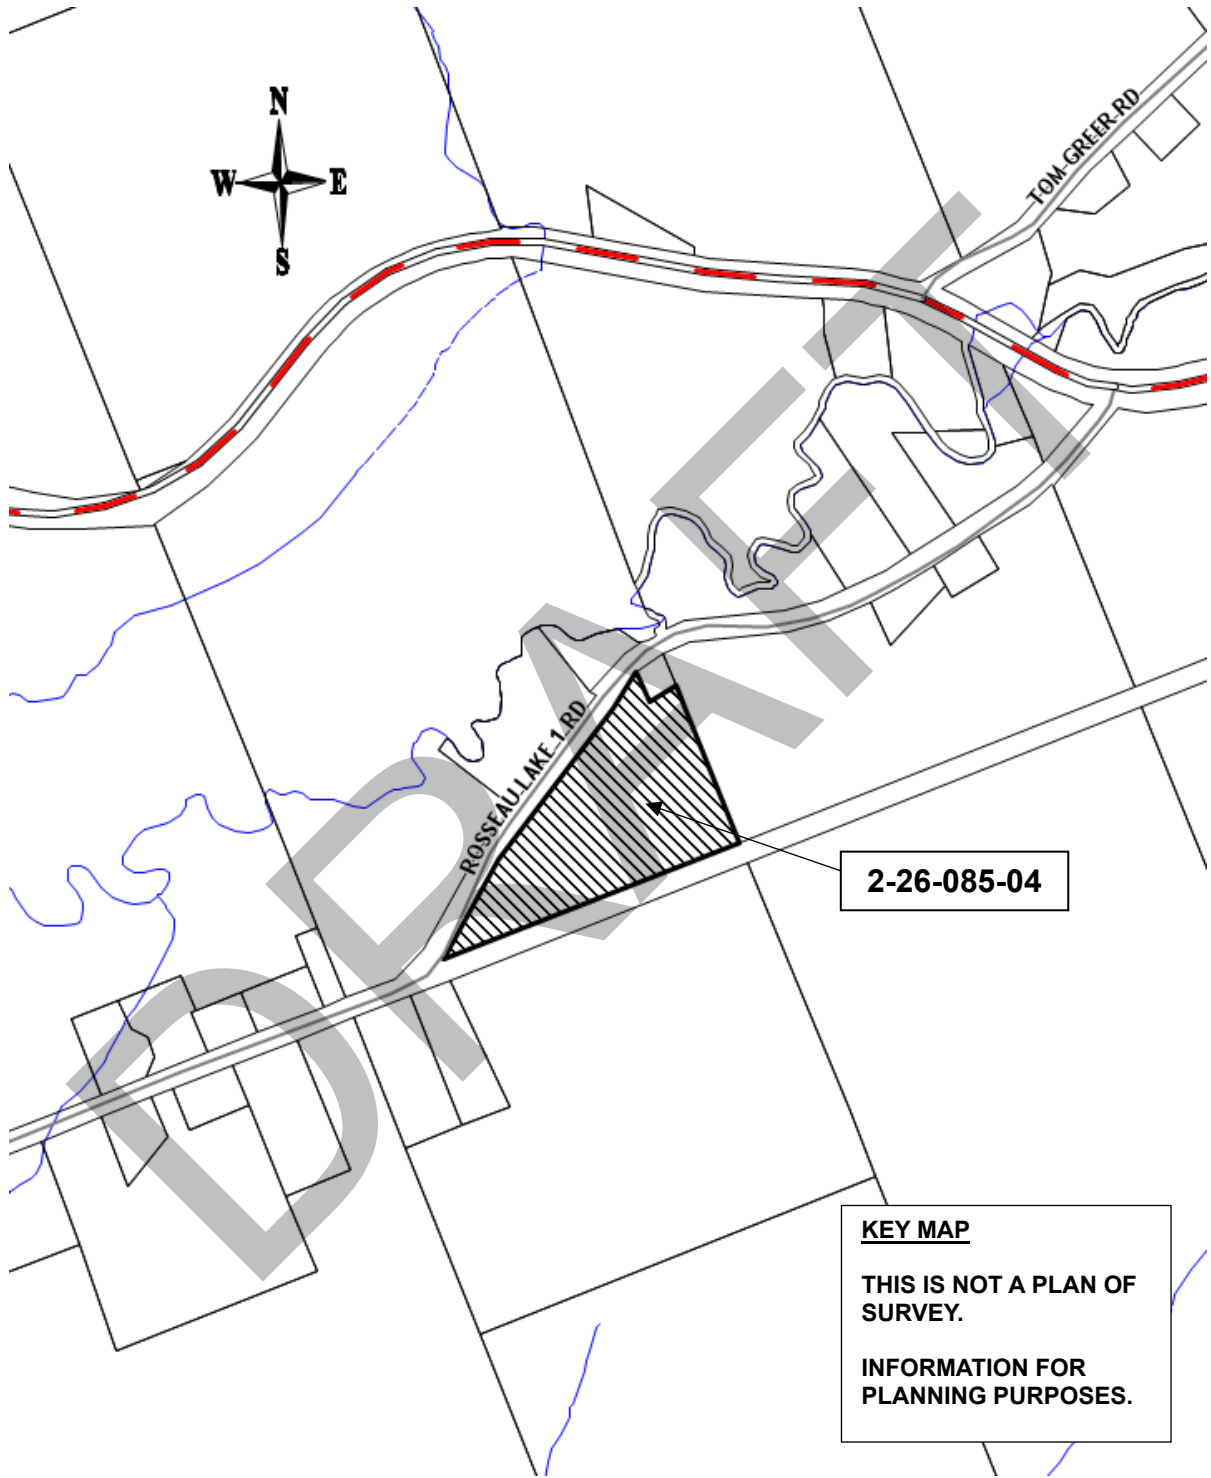 N
W E
S
TOM-GREER-RD
ROSSEAU-LAKE-1-RD
2-26-085-04
DRAFT
KEY MAP
THIS IS NOT A PLAN OF
SURVEY.
INFORMATION FOR
PLANNING PURPOSES.